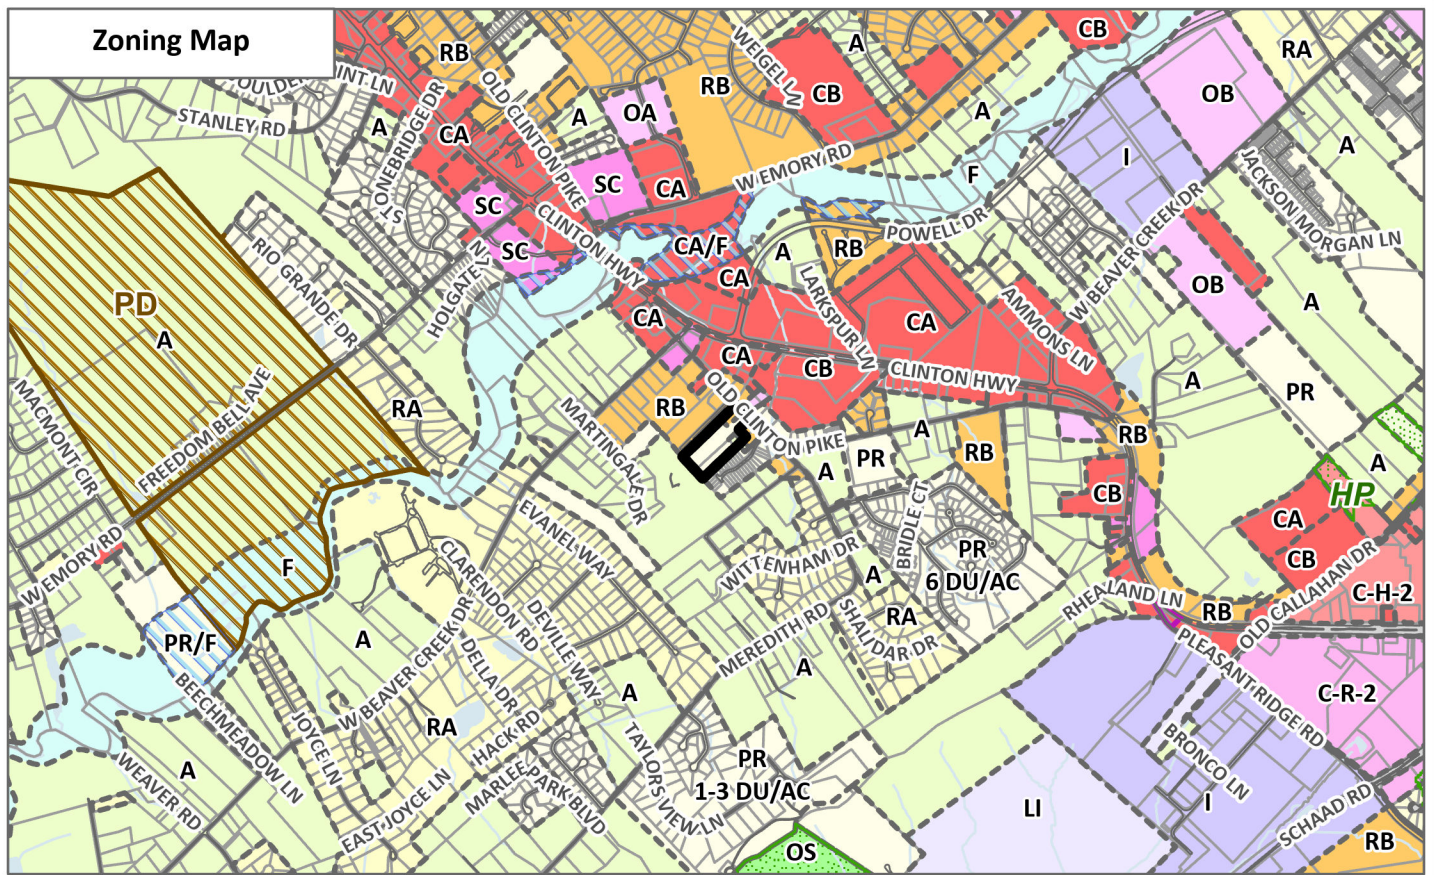 Zoning Map
RB
WEIGEL LN
A
CB
RA
INT LN
OLD CLINTON PIKE
RB
CB
OB
STANLEY RD
STONEBRIDGE DR
A
CA
A
OA
A
I
A
W EMORY RD
SC
CA
F
JACKSON MORGAN LN
SC
CLINTON HWY
POWELL DR
W BEAVER CREEK DR
RIO GRANDE DR
SC
CA/F
A
RB
HOLGATE LN
CA
LARKSPUR LN
AMMONS LN
OB
A
PD
A
CA
CA
CA
CB
CLINTON HWY
A
MACMONT CIR
FREEDOM BELL AVE
RA
MARTINGALE DR
RB
OLD CLINTON PIKE
PR
A
RB
A
PR
RB
A
CB
HP
W EMORY RD
EVANEL WAY
BRIDLE CT
CA
CLARENDON RD
WITTENHAM DR
PR
6 DU/AC
CB
OLD CALLAHAN DR
F
A
C-H-2
DEVILLE WAY
RHEALAND LN
RB
PR/F
A
W BEAVER CREEK DR
DELLA DR
MEREDITH RD
SHALIDAR DR
RA
PLEASANT RIDGE RD
BEECHMEADOW LN
A
A
C-R-2
JOYCE LN
RA
HACK RD
TAYLORS VIEW LN
BRONCO LN
A
WEAVER RD
EAST JOYCE LN
MARLEE PARK BLVD
PR
1-3 DU/AC
LI
I
SCHAAD RD
OS
RB